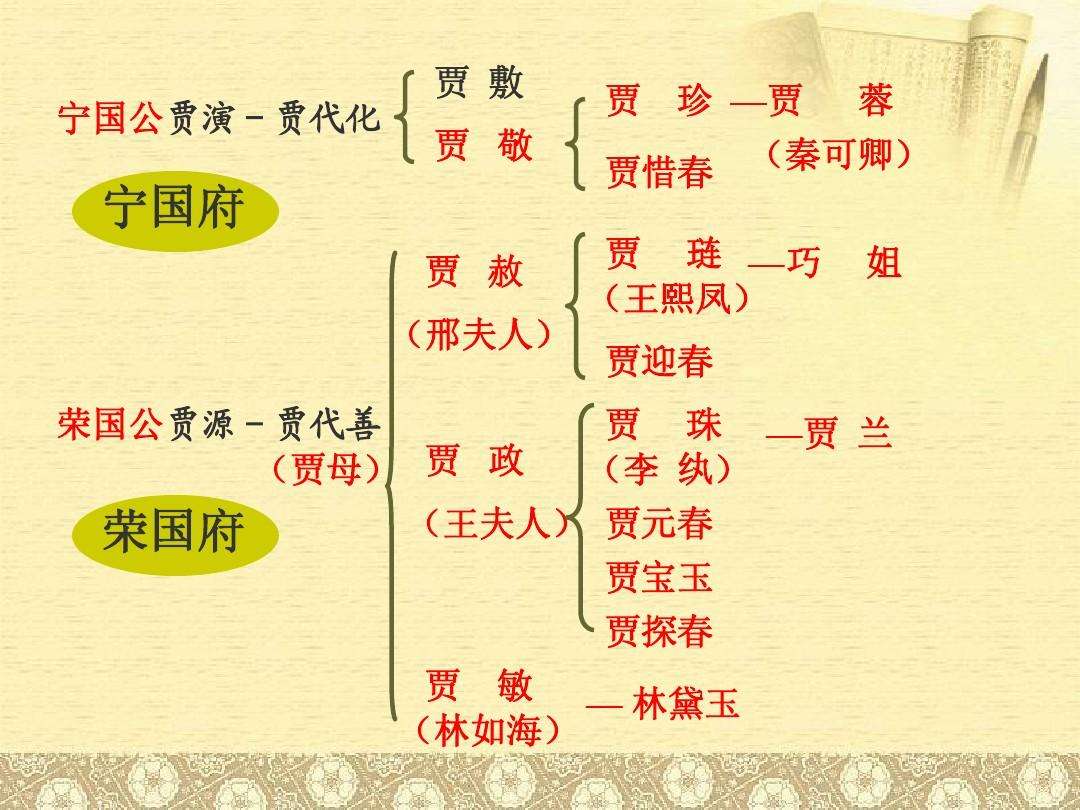 宁国公贾演－贾代化
贾 敷
贾 敬
贾 珍 —贾 蓉
（秦可卿）
贾惜春
宁国府
贾 赦
（邢夫人）
贾 琏 —巧 姐
（王熙凤）
贾迎春
荣国公贾源－贾代善
（贾母）
荣国府
贾 政
（王夫人）
贾 珠 —贾 兰
（李 纨）
贾元春
贾宝玉
贾探春
贾 敏
（林如海）
— 林黛玉